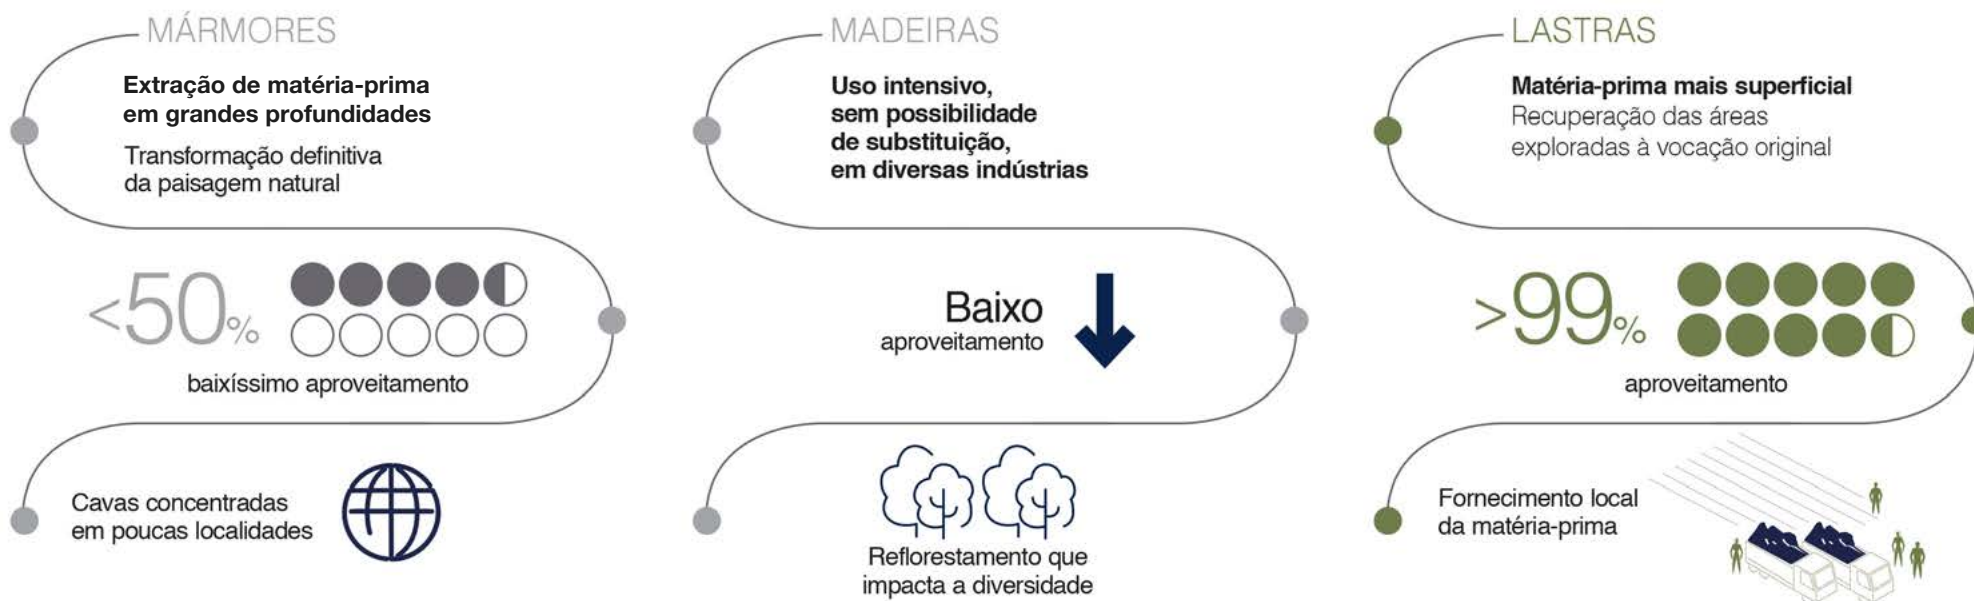 MÁRMORES
Extração de matéria-prima
em grandes profundidades
Transformação definitiva
da paisagem natural
<50%
baixíssimo aproveitamento
Cavas concentradas
em poucas localidades
MADEIRAS
Uso intensivo,
sem possibilidade
de substituição,
em diversas indústrias
Baixo
aproveitamento
Reflorestamento que
impacta a diversidade
LASTRAS
Matéria-prima mais superficial
Recuperação das áreas
exploradas à vocação original
>99%
aproveitamento
Fornecimento local
da matéria-prima